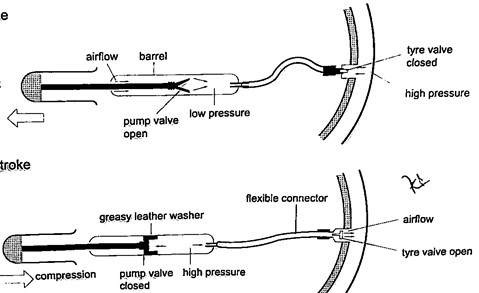 ke
airflow
barrel
tyre valve
closed
pump valve
open
low pressure
high pressure
troke
flexible connector
greasy leather washer
airflow
tyre valve open
compression
pump valve
closed
high pressure